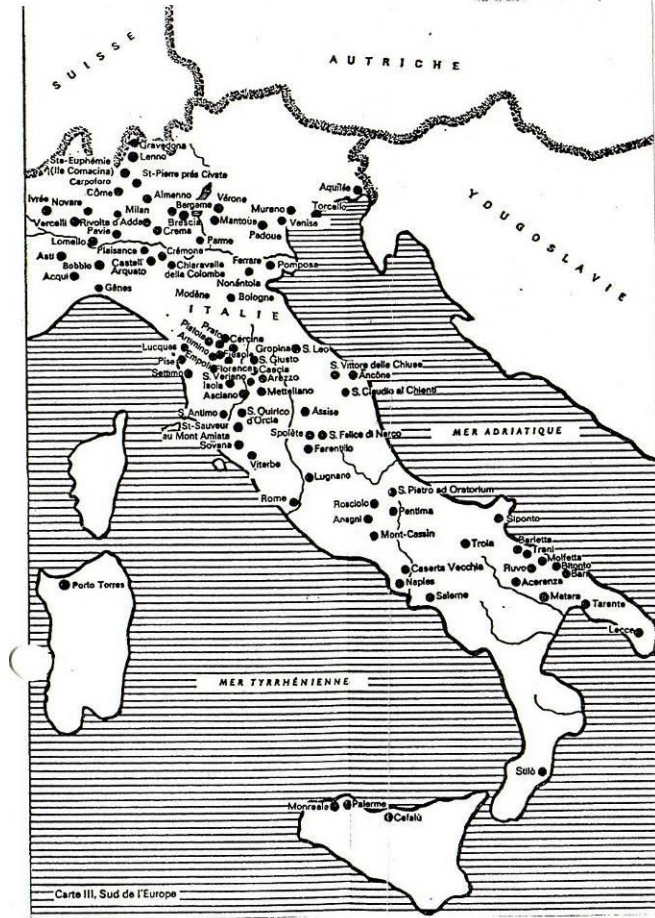 SUISSE
AUTRICHE
YOUGOSLAVIE
Gravedona
Lenno
Ste-Euphémie
(Ile Comacina)
St-Pierre près Civate
Carpoforo
Côme
Almenno
Aquilée
Ivrée
Novare
Bergame
Vérone
Murano
Torcello
Milan
Vercelli
Rivolta d'Adda
Brescia
Mantoue
Venise
Pavie
Crema
Padoue
Lomello
Parme
Plaisance
Crémone
Asti
Bobbio
Castell'
Arquato
Chiaravalle
della Colombe
Ferrare
Pomposa
Acqui
Nonántola
Gênes
Modène
Bologne
ITALIE
Prato
Cercina
Pistoia
Lucques
Artimino
Fiesole
Gropina
S. Leo
Pise
Empoli
S. Giusto
S. Vittore delle Chiuse
Florence
Cascia
Ancône
Settimo
S. Veriano
Arezzo
Isola
S. Claudio al Chienti
Asciano
Mettellano
S. Antimo
S. Quirico
d'Orcia
Assise
MER ADRIATIQUE
St-Sauveur
au Mont Amiata
Spolète
S. Felice di Narco
Sovana
Ferentillo
Viterbe
Lugnano
S. Pietro ad Oratorium
Rome
Rosciolo
Pentima
Siponto
Anagni
Mont-Cassin
Troia
Barletta
Trani
Molfetta
Caserta Vecchia
Ruvo
Bitonto
Bari
Naples
Acerenza
Porto Torres
Salerne
Matera
Tarente
Lecce
MER TYRRHÉNIENNE
Stilò
Monreale
Palerme
Cefalù
Carte III, Sud de l'Europe